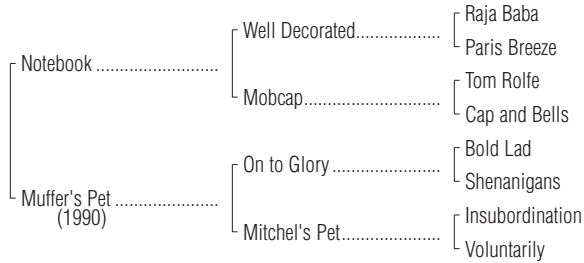 Raja Baba
Well Decorated....................
Paris Breeze
Notebook .............................
Tom Rolfe
Mobcap................................
Cap and Bells
Bold Lad
On to Glory .........................
Shenanigans
Muffer's Pet ........................
(1990)
Insubordination
Mitchel's Pet.......................
Voluntarily